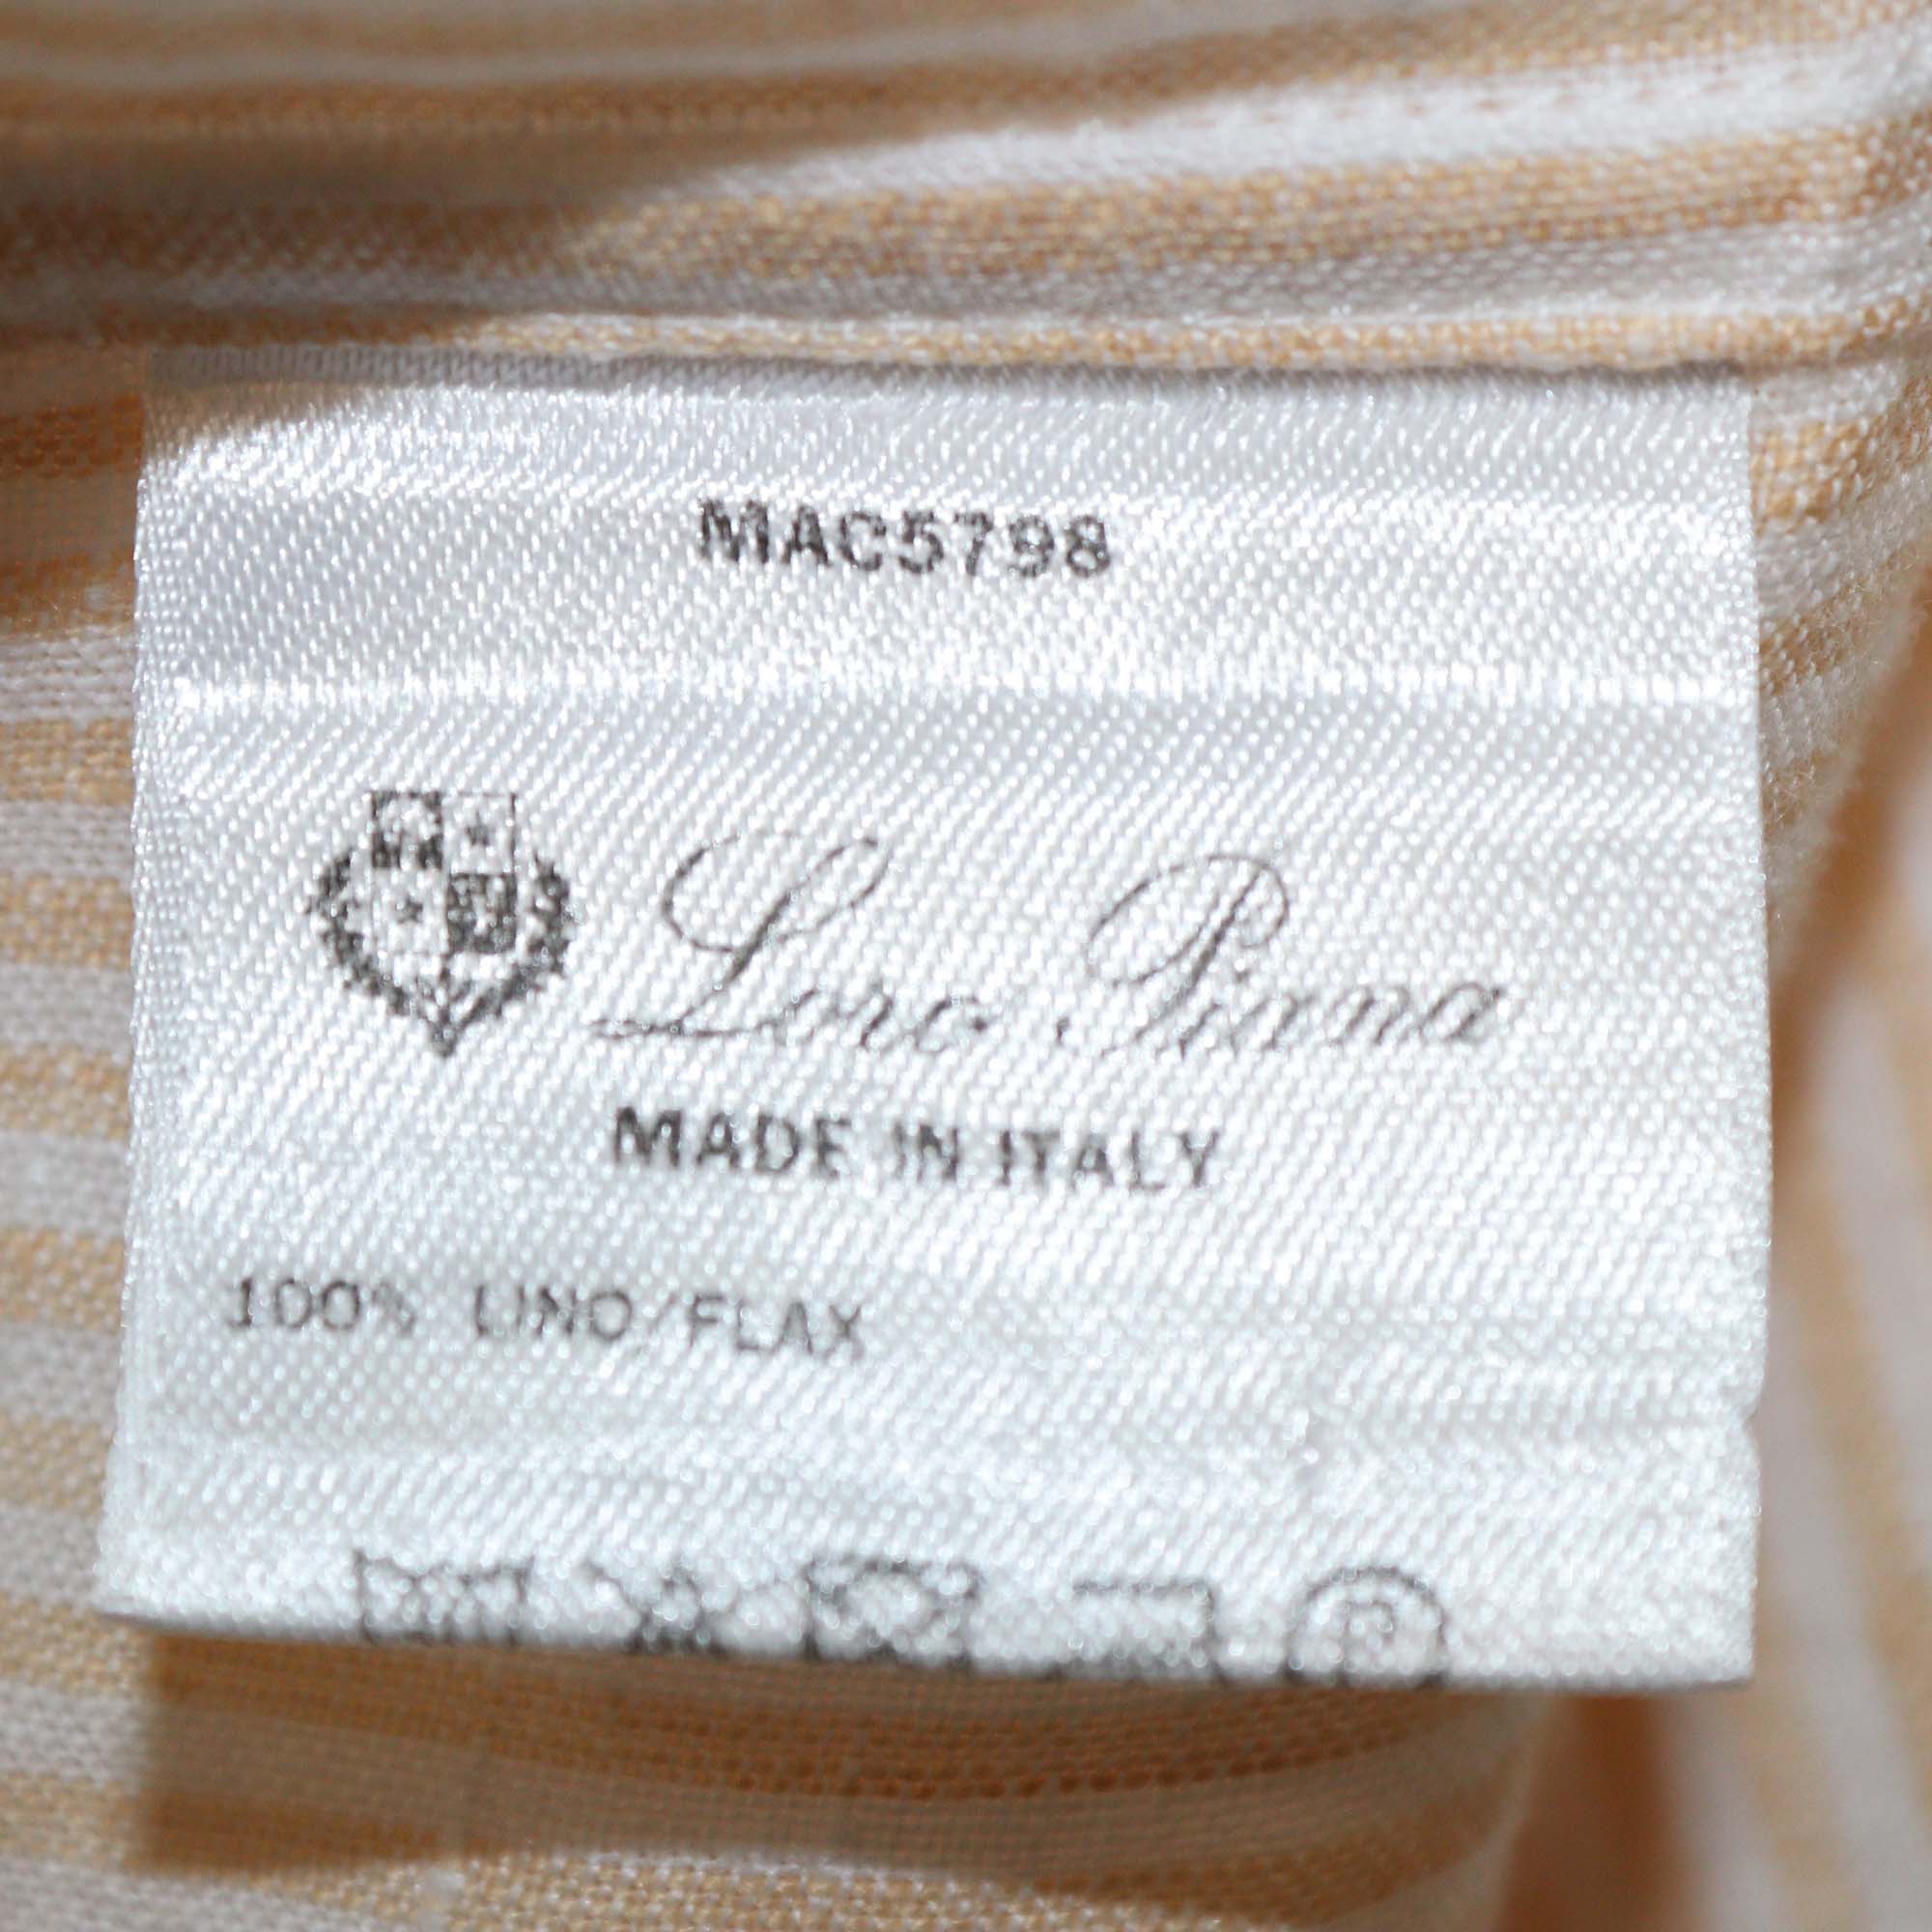 MAC5798
Loro Piana
MADE IN ITALY
100% LINO/FLAX
P